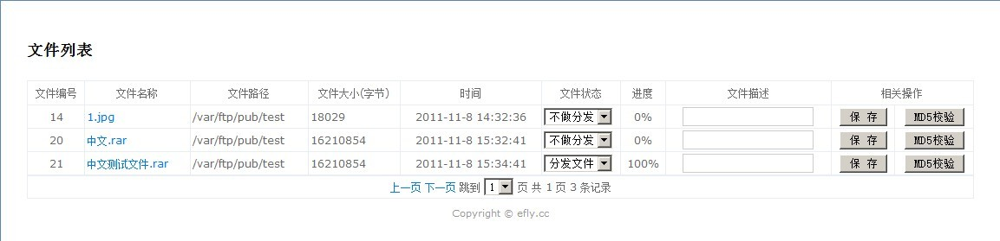 文件列表
文件编号 文件名称 文件路径 文件大小(字节) 时间 文件状态 进度 文件描述 相关操作
14 1.jpg /var/ftp/pub/test 18029 2011-11-8 14:32:36 不做分发 0% 保 存 MD5校验
20 中文.rar /var/ftp/pub/test 16210854 2011-11-8 15:32:41 不做分发 0% 保 存 MD5校验
21 中文测试文件.rar /var/ftp/pub/test 16210854 2011-11-8 15:34:41 分发文件 100% 保 存 MD5校验
上一页 下一页 跳到 1 页 共 1 页 3 条记录
Copyright © efly.cc